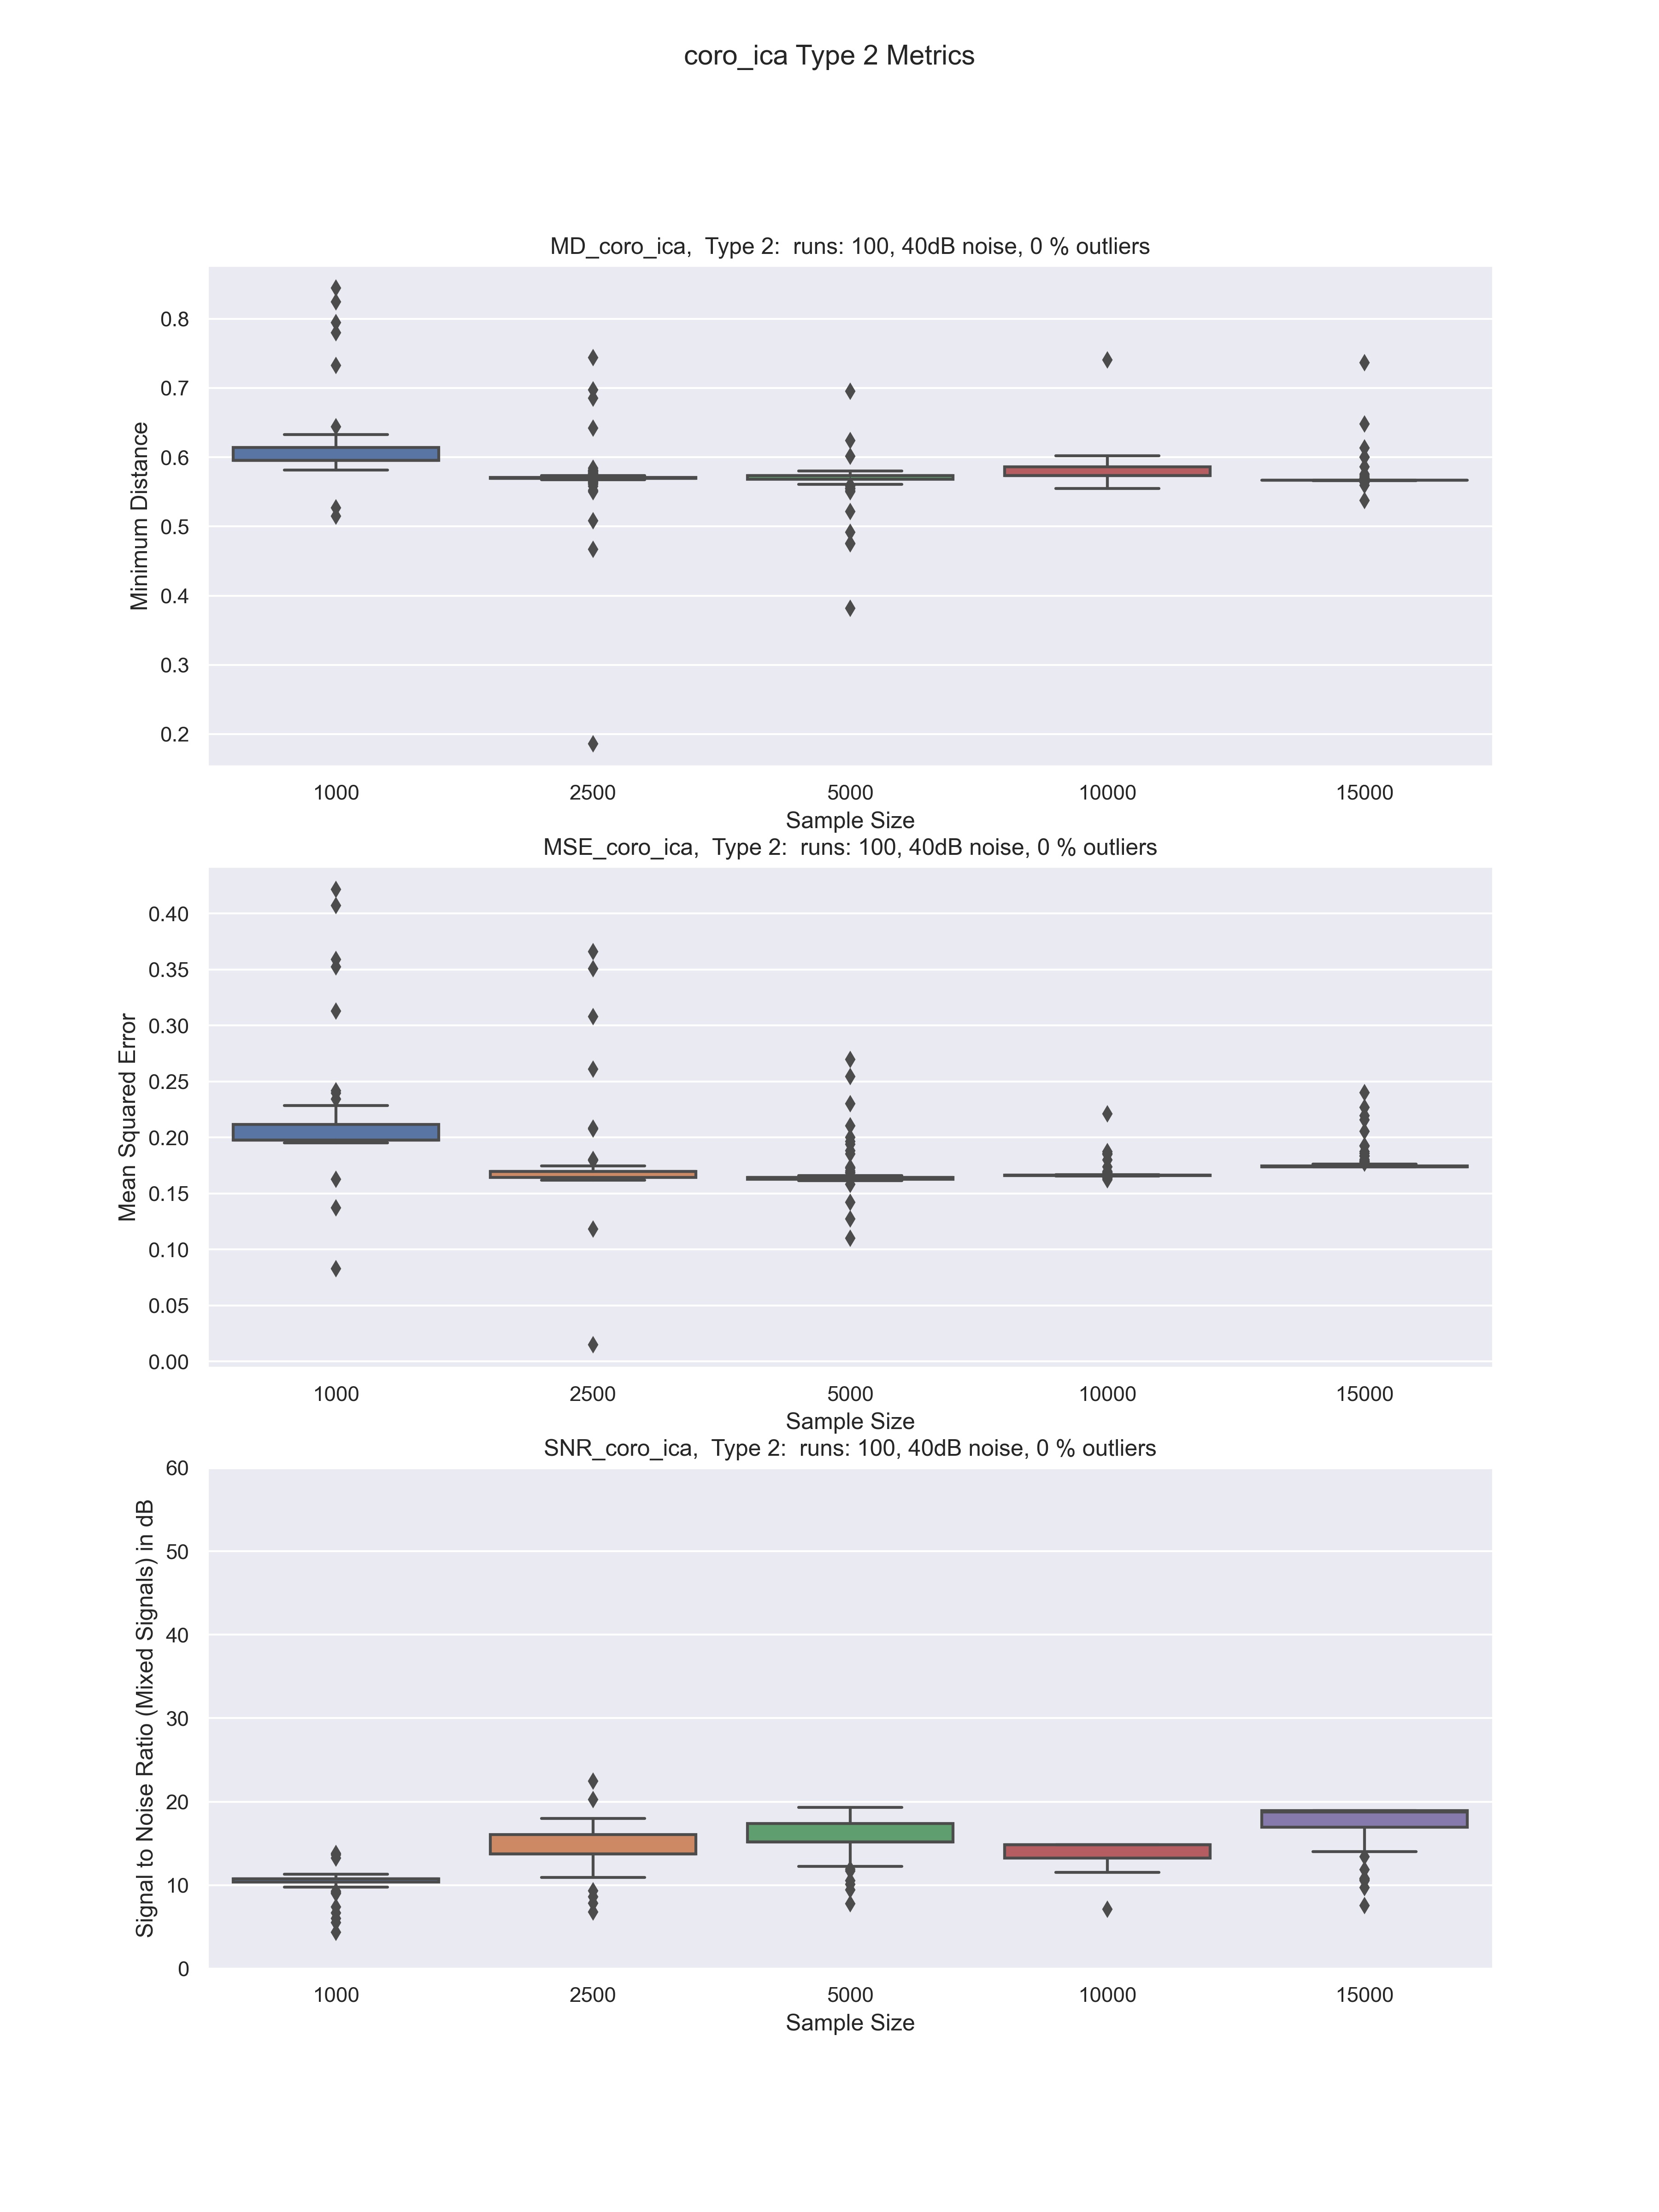 coro_ica Type 2 Metrics
MD_coro_ica,  Type 2:  runs: 100, 40dB noise, 0 % outliers
Minimum Distance
0.8
0.7
0.6
0.5
0.4
0.3
0.2
1000 2500 5000 10000 15000
Sample Size
MSE_coro_ica,  Type 2:  runs: 100, 40dB noise, 0 % outliers
Mean Squared Error
0.40
0.35
0.30
0.25
0.20
0.15
0.10
0.05
0.00
1000 2500 5000 10000 15000
Sample Size
SNR_coro_ica,  Type 2:  runs: 100, 40dB noise, 0 % outliers
Signal to Noise Ratio (Mixed Signals) in dB
60
50
40
30
20
10
0
1000 2500 5000 10000 15000
Sample Size